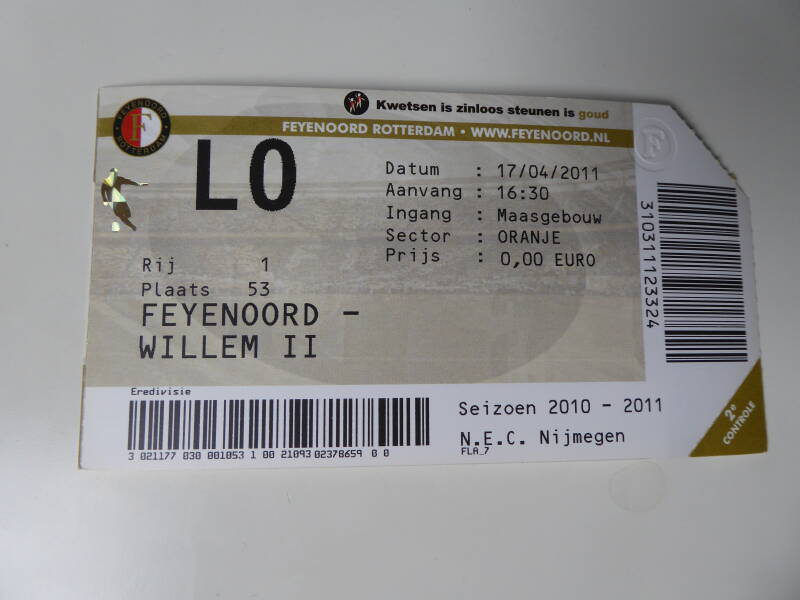 Kwetsen is zinloos steunen is goud
FEYENOORD ROTTERDAM • WWW.FEYENOORD.NL
FEYENOORD
F
ROTTERDAM
F
LO
Datum : 17/04/2011
Aanvang : 16:30
Ingang : Maasgebouw
Sector : ORANJE
Prijs : 0,00 EURO
Rij 1
Plaats 53
FEYENOORD -
WILLEM II
310311123324
Eredivisie
3 021177 030 001053 1 00 21093 02378659 0 0
Seizoen 2010 - 2011
N.E.C. Nijmegen
FLA_7
2e
CONTROLE